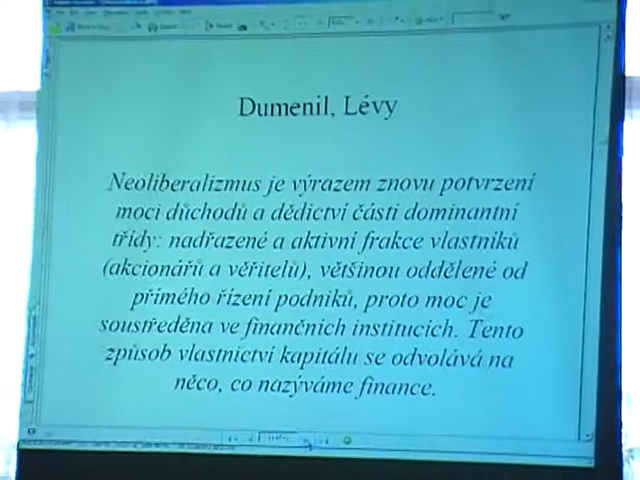 Dumenil, Lévy
Neoliberalizmus je výrazem znovu potvrzení
moci důchodů a dědictví části dominantní
třídy: nadřazené a aktivní frakce vlastníků
(akcionářů a věřitelů), většinou oddělené od
přímého řízení podniků, proto moc je
soustředěna ve finančních institucích. Tento
způsob vlastnictví kapitálu se odvolává na
něco, co nazýváme finance.